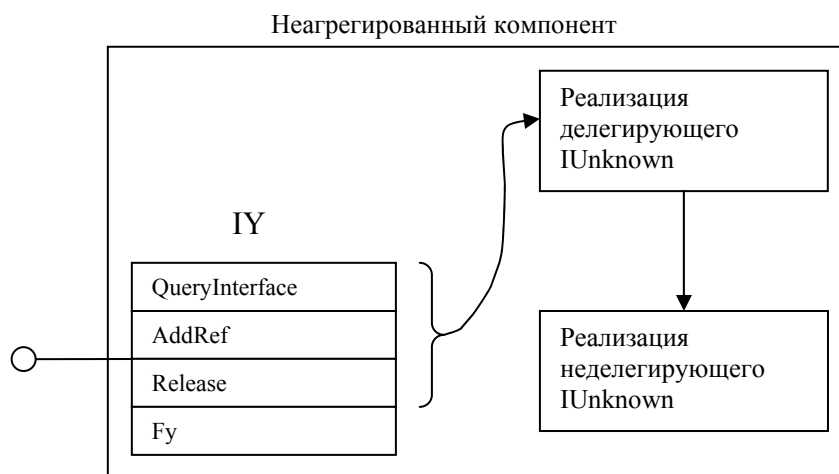 Неагрегированный компонент
Реализация
делегирующего
IUnknown
IY
QueryInterface
AddRef
Release
Fy
Реализация
неделегирующего
IUnknown